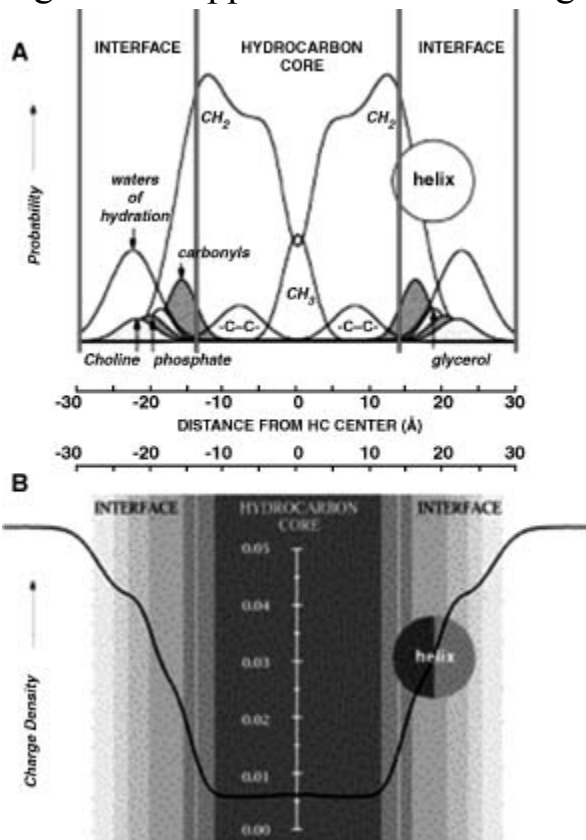 A
INTERFACE HYDROCARBON CORE INTERFACE
Probability
CH2 CH2
helix
waters of hydration
carbonyls
CH3
-C=C- -C=C-
Choline phosphate glycerol
-30 -20 -10 0 10 20 30
DISTANCE FROM HC CENTER (Å)
-30 -20 -10 0 10 20 30
B
INTERFACE HYDROCARBON CORE INTERFACE
Charge Density
0.05
0.04
0.03
helix
0.02
0.01
0.00